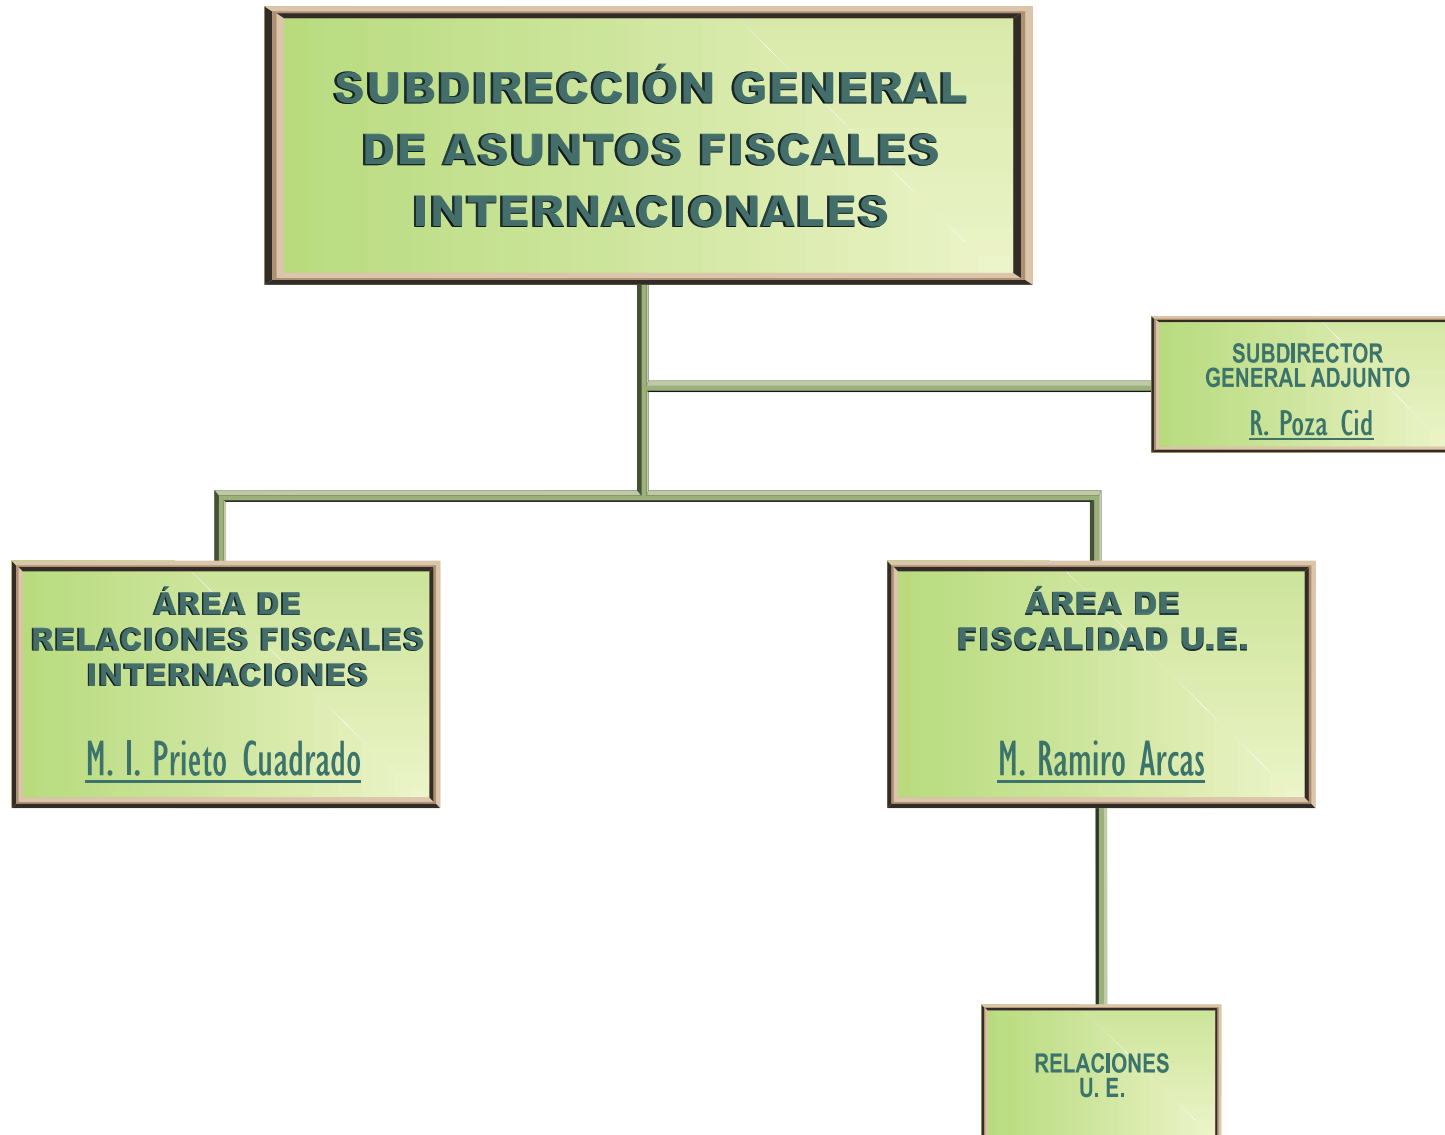 SUBDIRECCIÓN GENERAL
DE ASUNTOS FISCALES
INTERNACIONALES
SUBDIRECTOR
GENERAL ADJUNTO
R. Poza Cid
ÁREA DE
RELACIONES FISCALES
INTERNACIONES
M. I. Prieto Cuadrado
ÁREA DE
FISCALIDAD U.E.
M. Ramiro Arcas
RELACIONES
U. E.